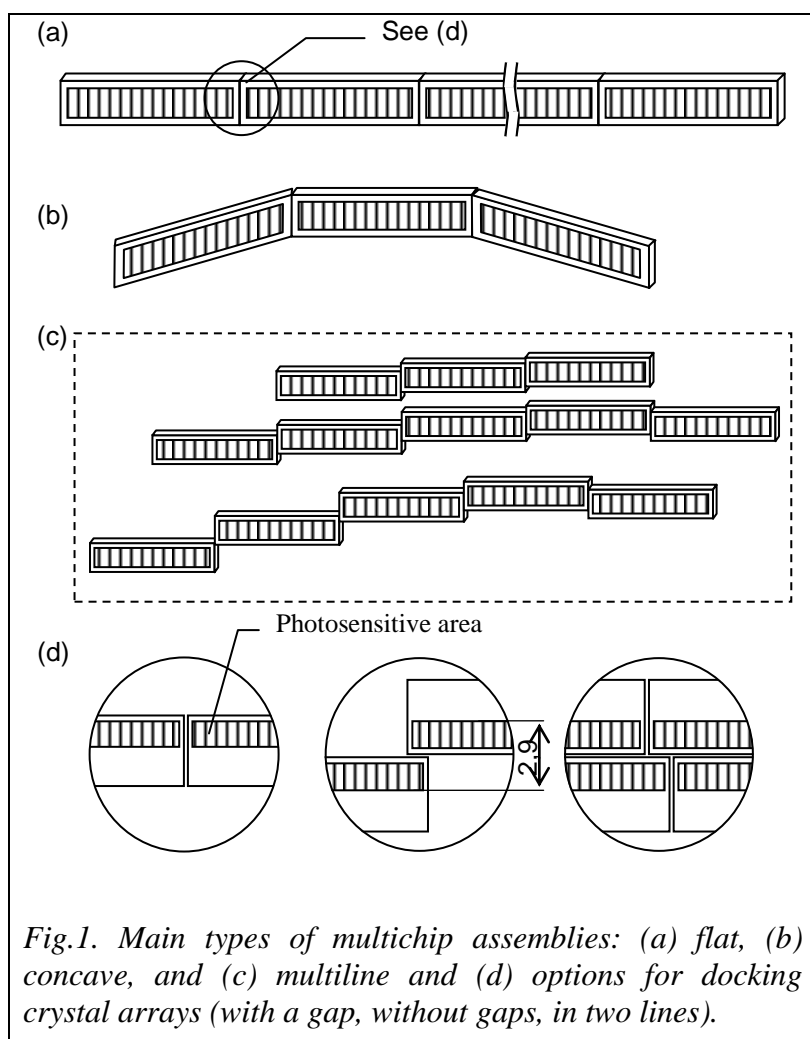 (a)
See (d)
(b)
(c)
Photosensitive area
(d)
2.9
Fig.1. Main types of multichip assemblies: (a) flat, (b)
concave, and (c) multiline and (d) options for docking
crystal arrays (with a gap, without gaps, in two lines).